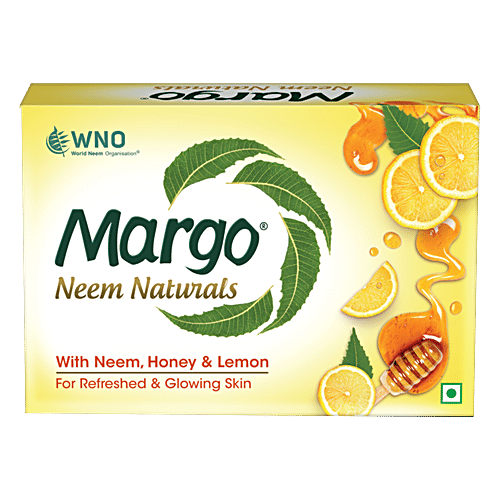 Margo
Neem Naturals
WNO
World Neem Organisation®
Margo®
Neem Naturals
With Neem, Honey & Lemon
For Refreshed & Glowing Skin